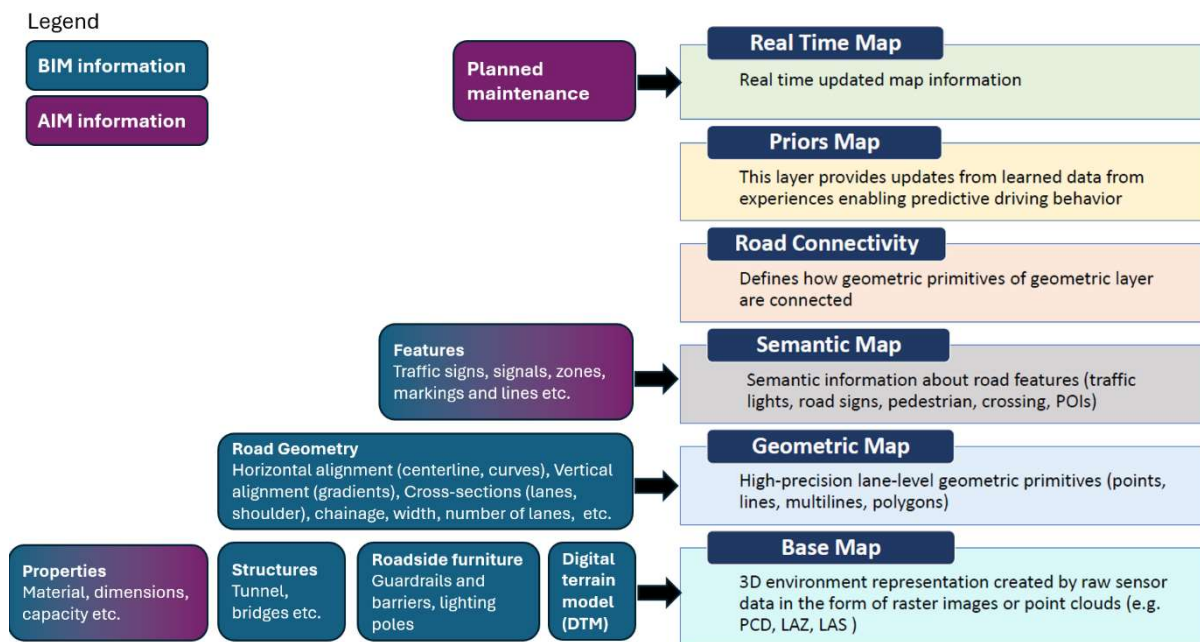 Legend
BIM information
AIM information
Planned
maintenance
Real Time Map
Real time updated map information
Priors Map
This layer provides updates from learned data from
experiences enabling predictive driving behavior
Road Connectivity
Defines how geometric primitives of geometric layer
are connected
Features
Traffic signs, signals, zones,
markings and lines etc.
Semantic Map
Semantic information about road features (traffic
lights, road signs, pedestrian, crossing, POIs)
Road Geometry
Horizontal alignment (centerline, curves), Vertical
alignment (gradients), Cross-sections (lanes,
shoulder), chainage, width, number of lanes, etc.
Geometric Map
High-precision lane-level geometric primitives (points,
lines, multilines, polygons)
Properties
Material, dimensions,
capacity etc.
Structures
Tunnel,
bridges etc.
Roadside furniture
Guardrails and
barriers, lighting
poles
Digital
terrain
model
(DTM)
Base Map
3D environment representation created by raw sensor
data in the form of raster images or point clouds (e.g.
PCD, LAZ, LAS )